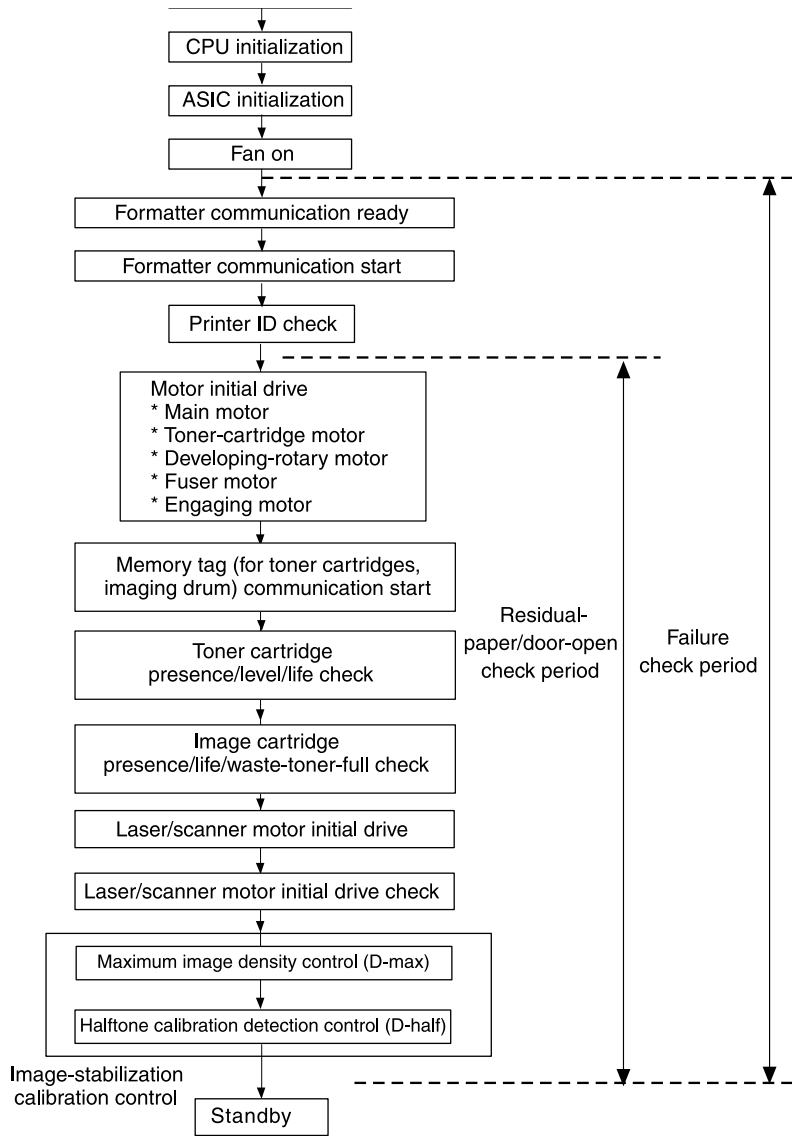 CPU initialization
ASIC initialization
Fan on
Formatter communication ready
Formatter communication start
Printer ID check
Motor initial drive
* Main motor
* Toner-cartridge motor
* Developing-rotary motor
* Fuser motor
* Engaging motor
Memory tag (for toner cartridges,
imaging drum) communication start
Toner cartridge
presence/level/life check
Image cartridge
presence/life/waste-toner-full check
Laser/scanner motor initial drive
Laser/scanner motor initial drive check
Maximum image density control (D-max)
Halftone calibration detection control (D-half)
Image-stabilization
calibration control
Standby
Residual-
paper/door-open
check period
Failure
check period